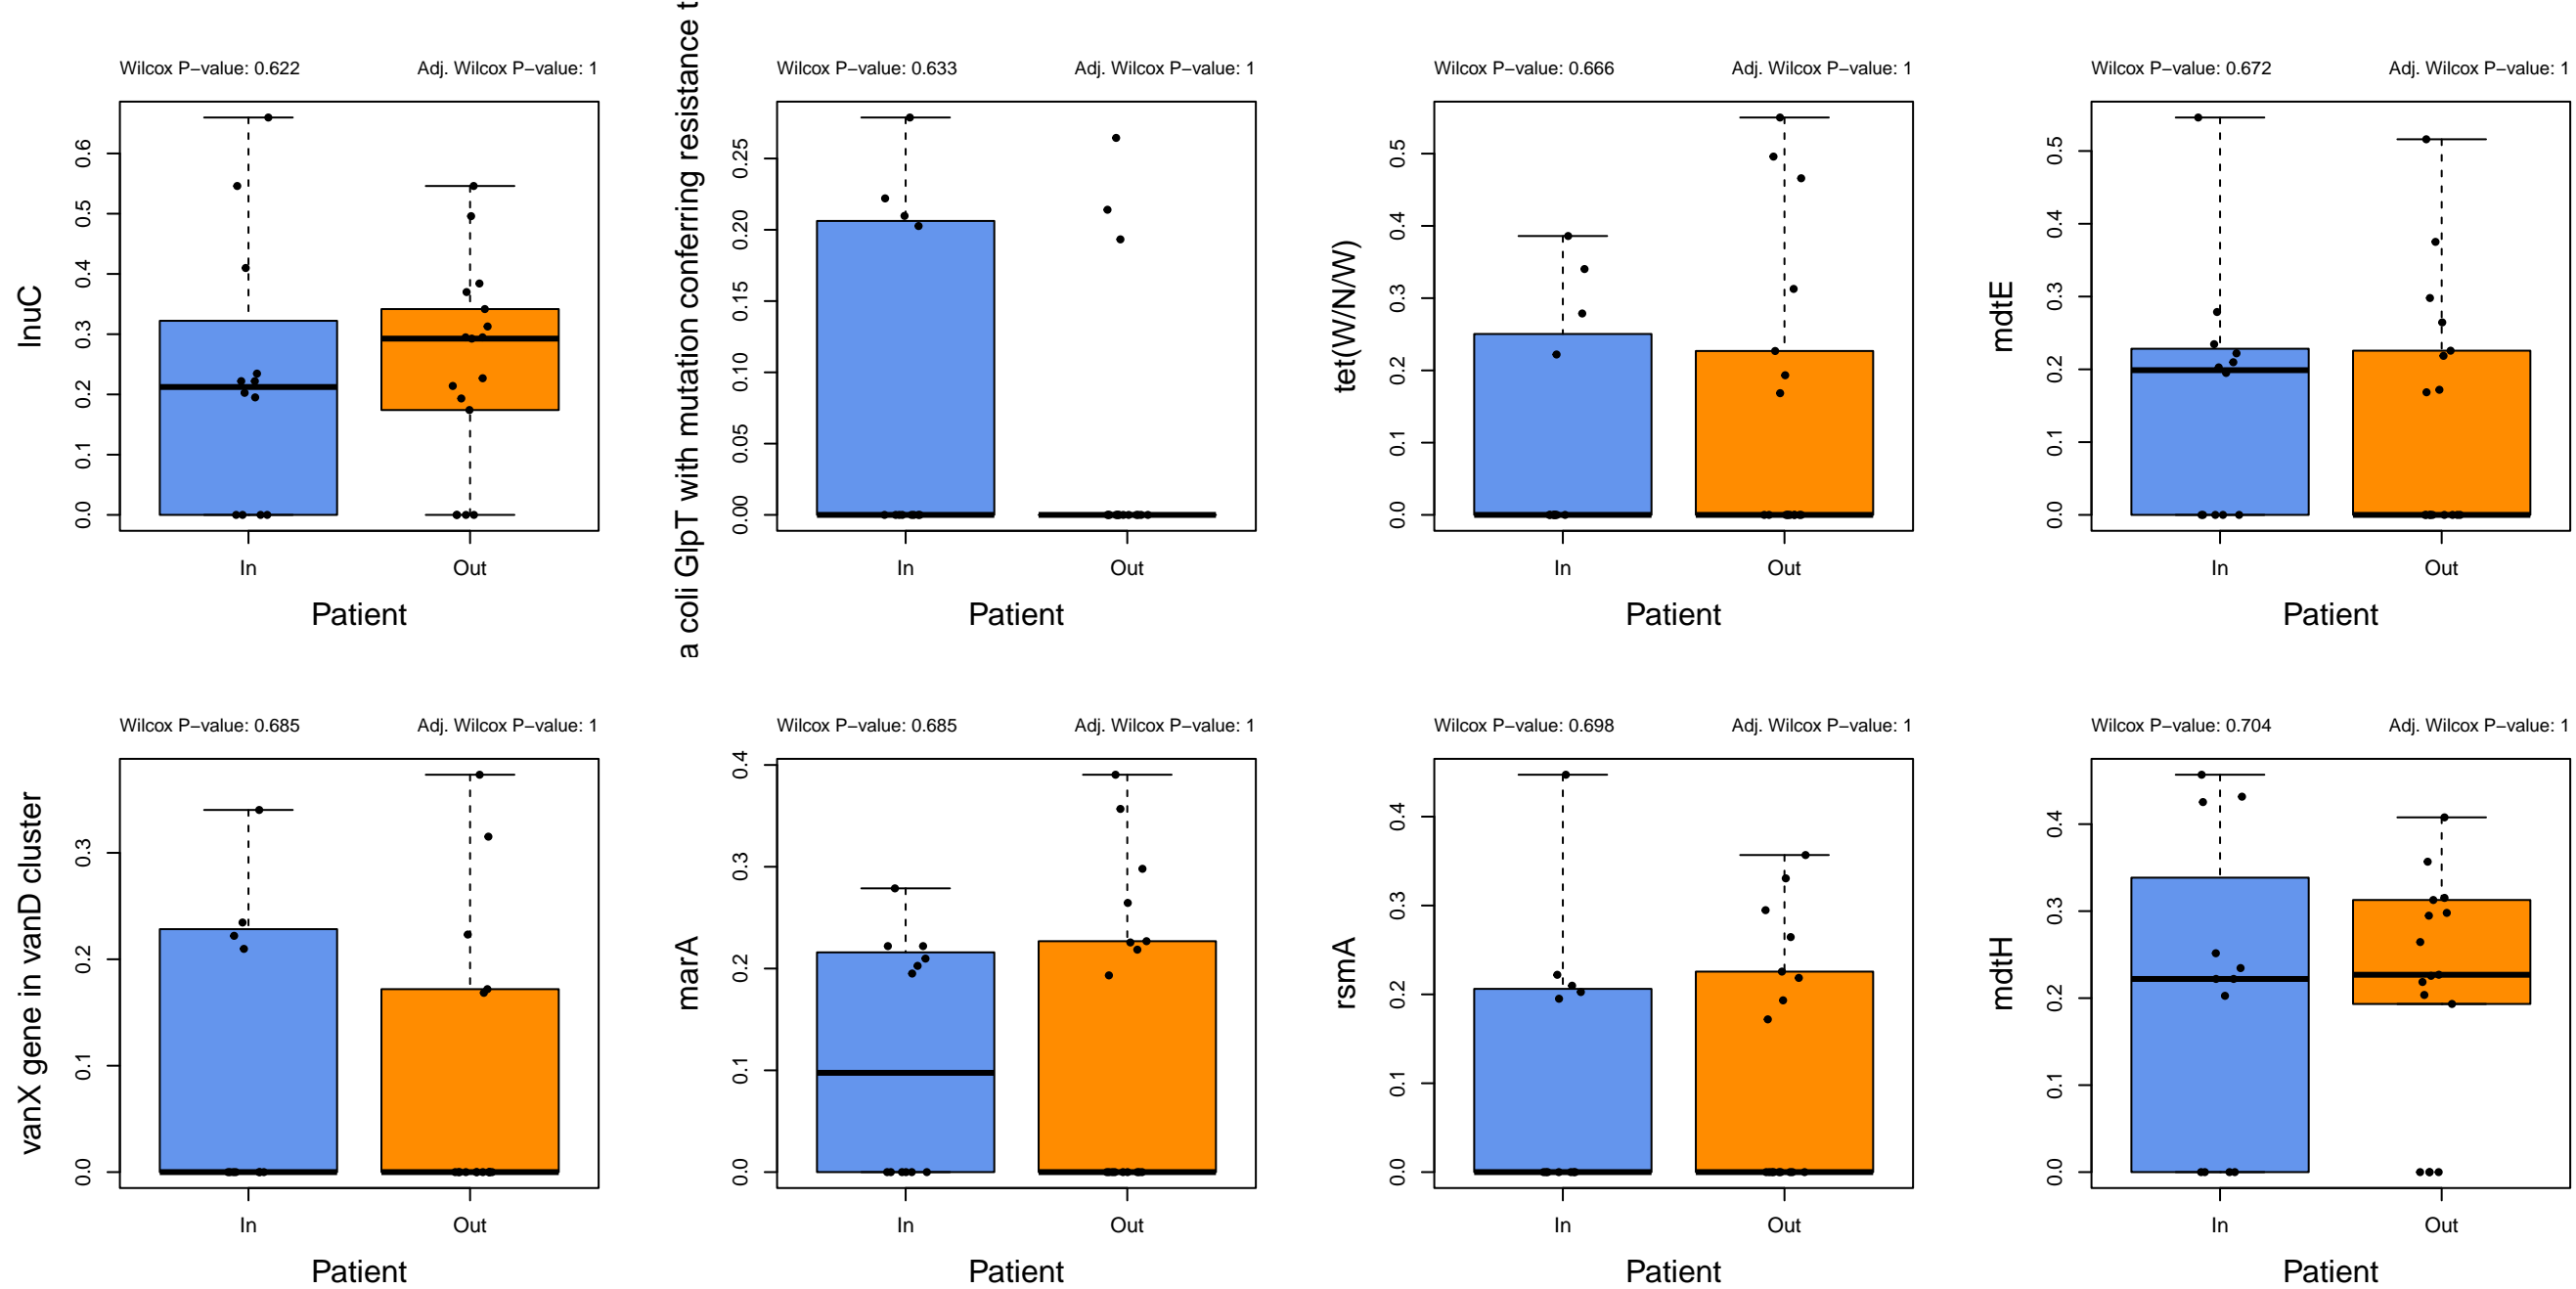 Wilcox P-value: 0.622 Adj. Wilcox P-value: 1
lnuC
0.0 0.1 0.2 0.3 0.4 0.5 0.6
In Out
Patient
Wilcox P-value: 0.633 Adj. Wilcox P-value: 1
a coli GlpT with mutation conferring resistance t
0.00 0.05 0.10 0.15 0.20 0.25
In Out
Patient
Wilcox P-value: 0.666 Adj. Wilcox P-value: 1
tet(W/N/W)
0.0 0.1 0.2 0.3 0.4 0.5
In Out
Patient
Wilcox P-value: 0.672 Adj. Wilcox P-value: 1
mdtE
0.0 0.1 0.2 0.3 0.4 0.5
In Out
Patient
Wilcox P-value: 0.685 Adj. Wilcox P-value: 1
vanX gene in vanD cluster
0.0 0.1 0.2 0.3
In Out
Patient
Wilcox P-value: 0.685 Adj. Wilcox P-value: 1
marA
0.0 0.1 0.2 0.3 0.4
In Out
Patient
Wilcox P-value: 0.698 Adj. Wilcox P-value: 1
rsmA
0.0 0.1 0.2 0.3 0.4
In Out
Patient
Wilcox P-value: 0.704 Adj. Wilcox P-value: 1
mdtH
0.0 0.1 0.2 0.3 0.4
In Out
Patient